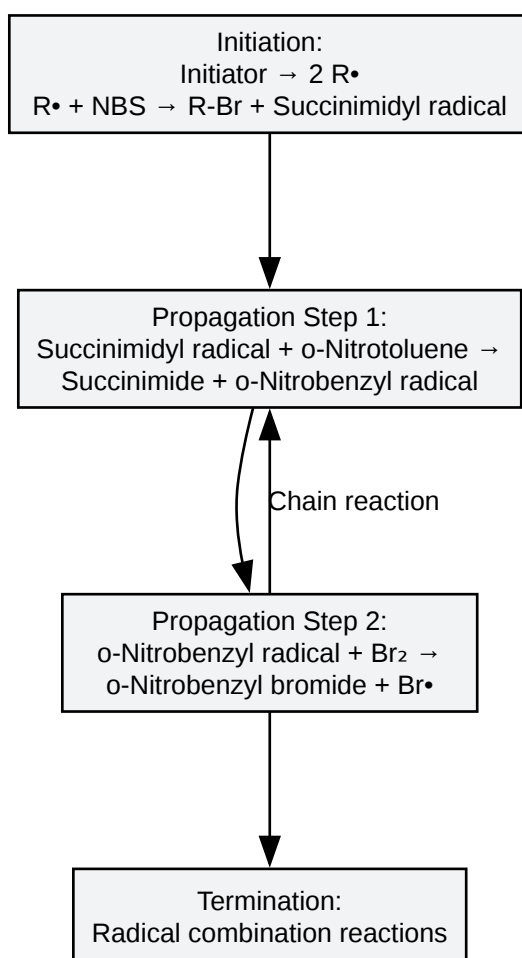 Initiation:
Initiator → 2 R•
R• + NBS → R-Br + Succinimidyl radical
Propagation Step 1:
Succinimidyl radical + o-Nitrotoluene →
Succinimide + o-Nitrobenzyl radical
Chain reaction
Propagation Step 2:
o-Nitrobenzyl radical + Br₂ →
o-Nitrobenzyl bromide + Br•
Termination:
Radical combination reactions